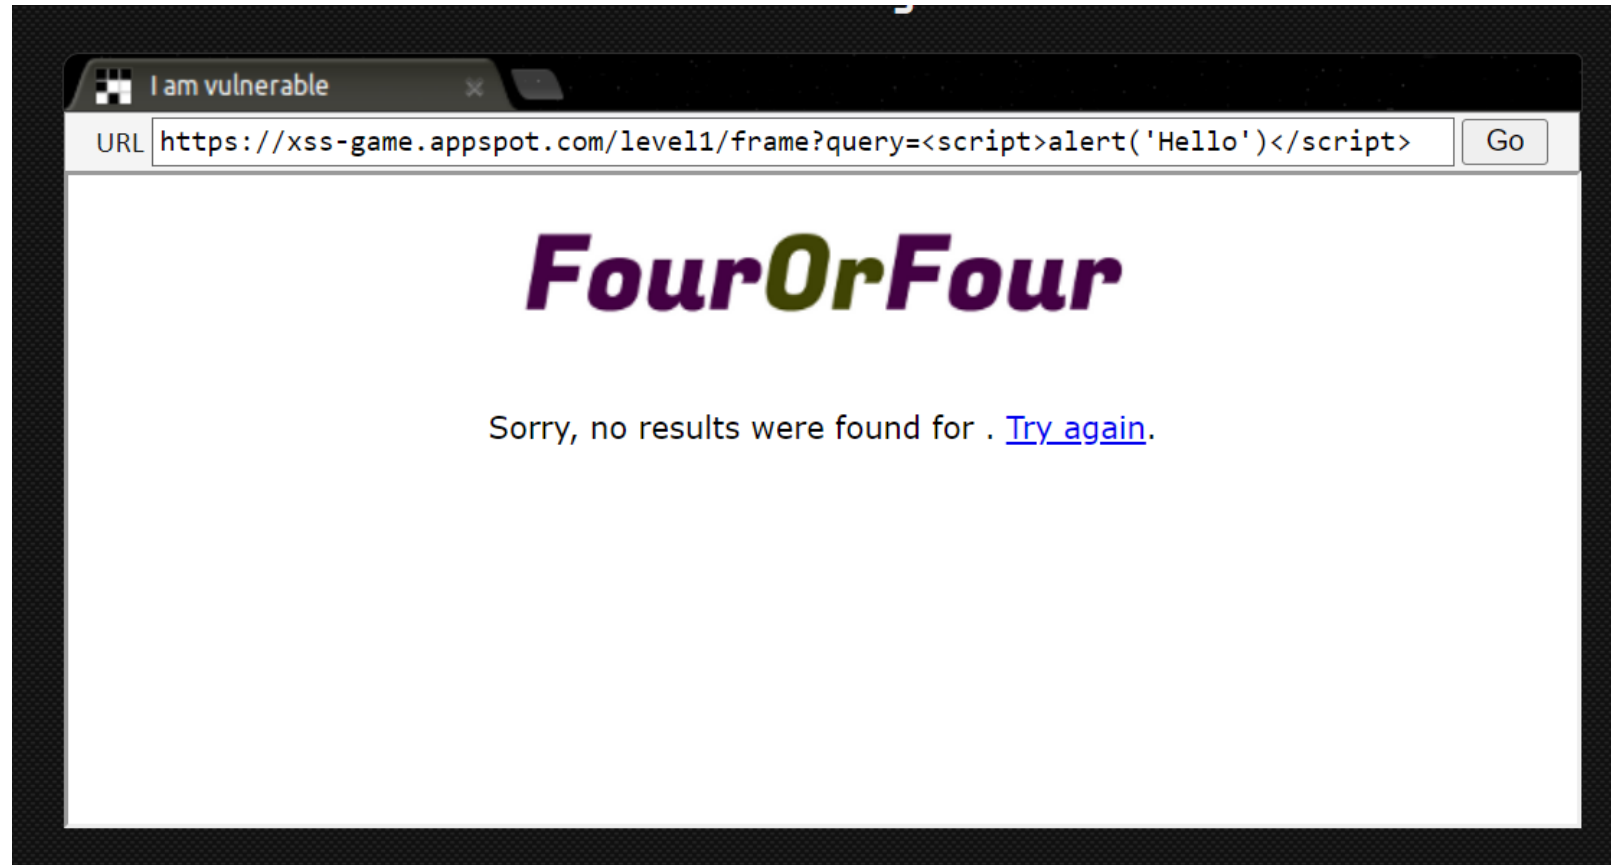 I am vulnerable
URL https://xss-game.appspot.com/level1/frame?query=<script>alert('Hello')</script> Go
FourOrFour
Sorry, no results were found for . Try again.